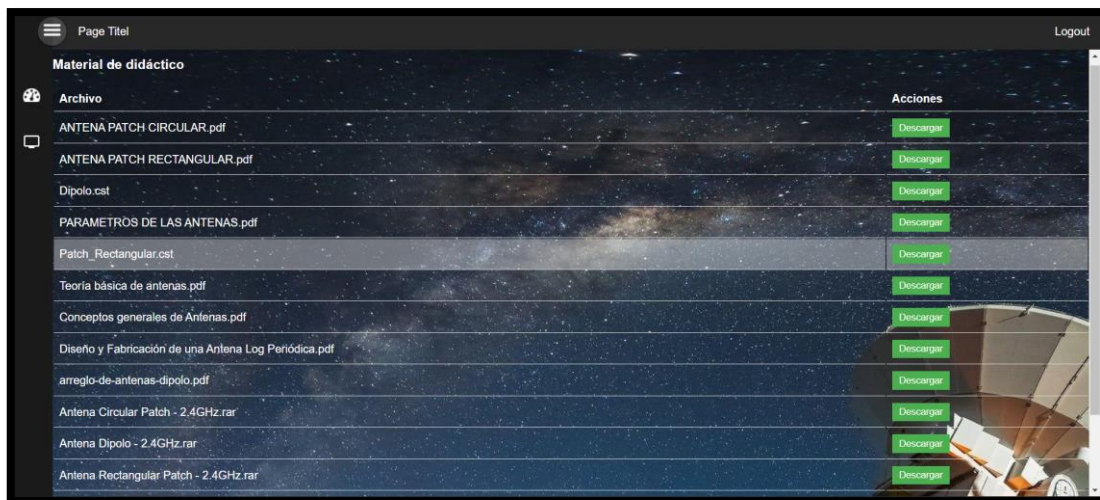 Page Titel Logout
Material de didáctico
Archivo Acciones
ANTENA PATCH CIRCULAR.pdf Descargar
ANTENA PATCH RECTANGULAR.pdf Descargar
Dipolo.cst Descargar
PARAMETROS DE LAS ANTENAS.pdf Descargar
Patch_Rectangular.cst Descargar
Teoría básica de antenas.pdf Descargar
Conceptos generales de Antenas.pdf Descargar
Diseño y Fabricación de una Antena Log Periódica.pdf Descargar
arreglo-de-antenas-dipolo.pdf Descargar
Antena Circular Patch - 2.4GHz.rar Descargar
Antena Dipolo - 2.4GHz.rar Descargar
Antena Rectangular Patch - 2.4GHz.rar Descargar